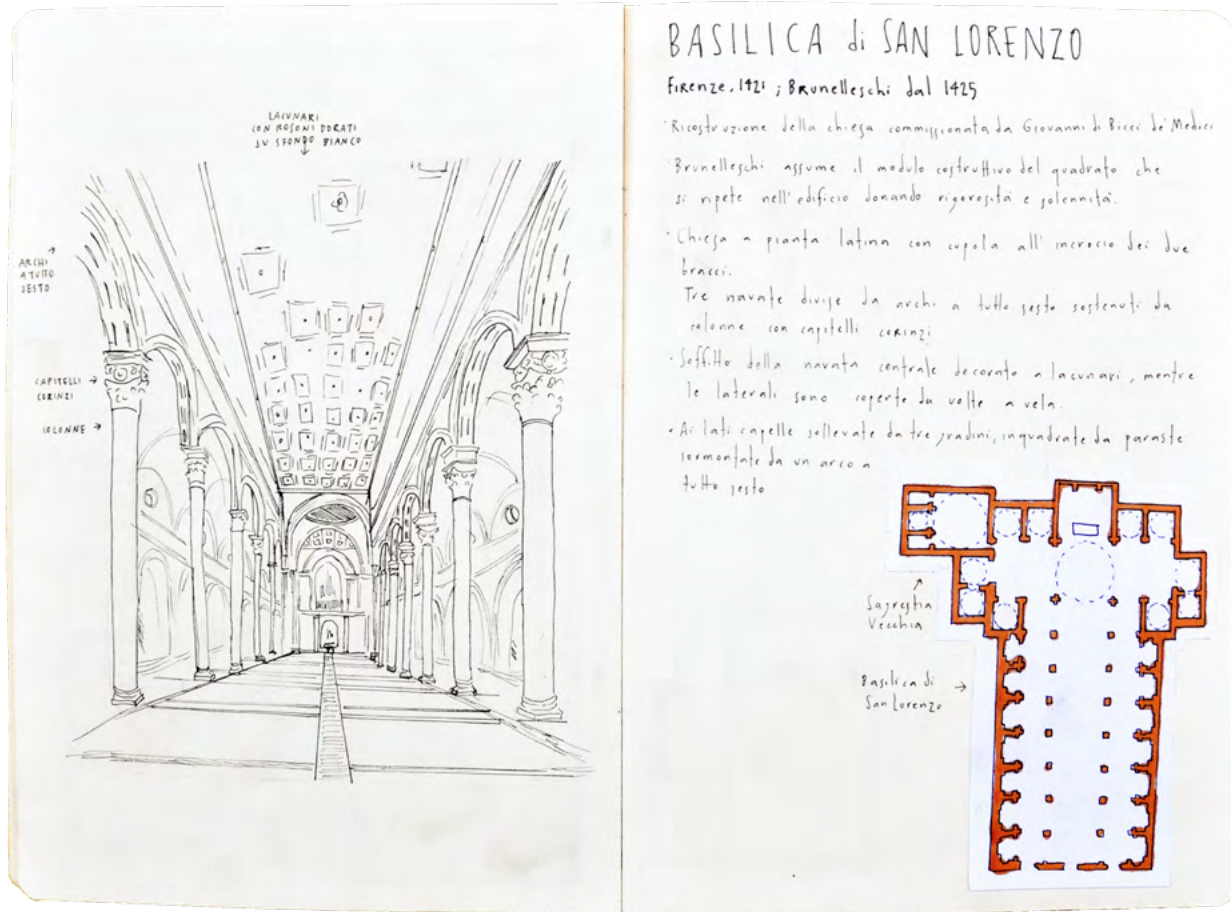 LACUNARI
CON ROSONI DORATI
SU SFONDO BIANCO
ARCHI
A TUTTO
SESTO
CAPITELLI
CORINZI
COLONNE
BASILICA di SAN LORENZO
Firenze, 1421 ; Brunelleschi dal 1425
· Ricostruzione della chiesa commissionata da Giovanni di Bicci de' Medici
· Brunelleschi assume il modulo costruttivo del quadrato che
si ripete nell'edificio donando rigorosità e solennità.
· Chiesa a pianta latina con cupola all'incrocio dei due
bracci.
Tre navate divise da archi a tutto sesto sostenuti da
colonne con capitelli corinzi
· Soffitto della navata centrale decorato a lacunari, mentre
le laterali sono coperte da volte a vela.
· Ai lati capelle sollevate da tre gradini, inquadrate da paraste
sormontate da un arco a
tutto sesto
Sagrestia
Vecchia
Basilica di
San Lorenzo